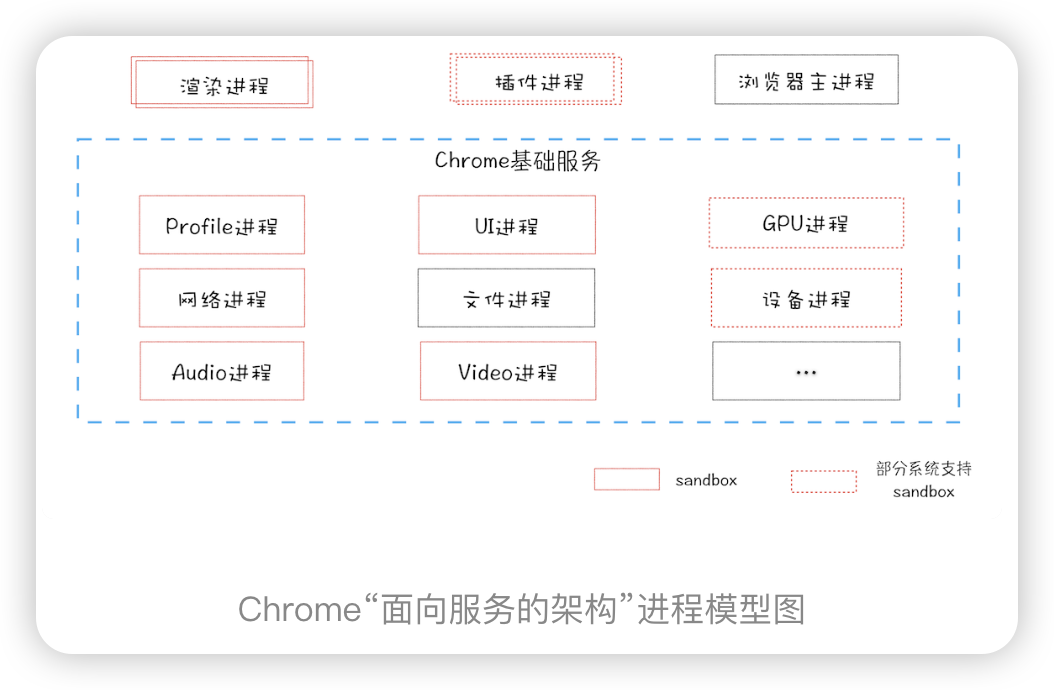 渲染进程
插件进程
浏览器主进程
Chrome基础服务
Profile进程
UI进程
GPU进程
网络进程
文件进程
设备进程
Audio进程
Video进程
...
sandbox
部分系统支持
sandbox
Chrome“面向服务的架构”进程模型图